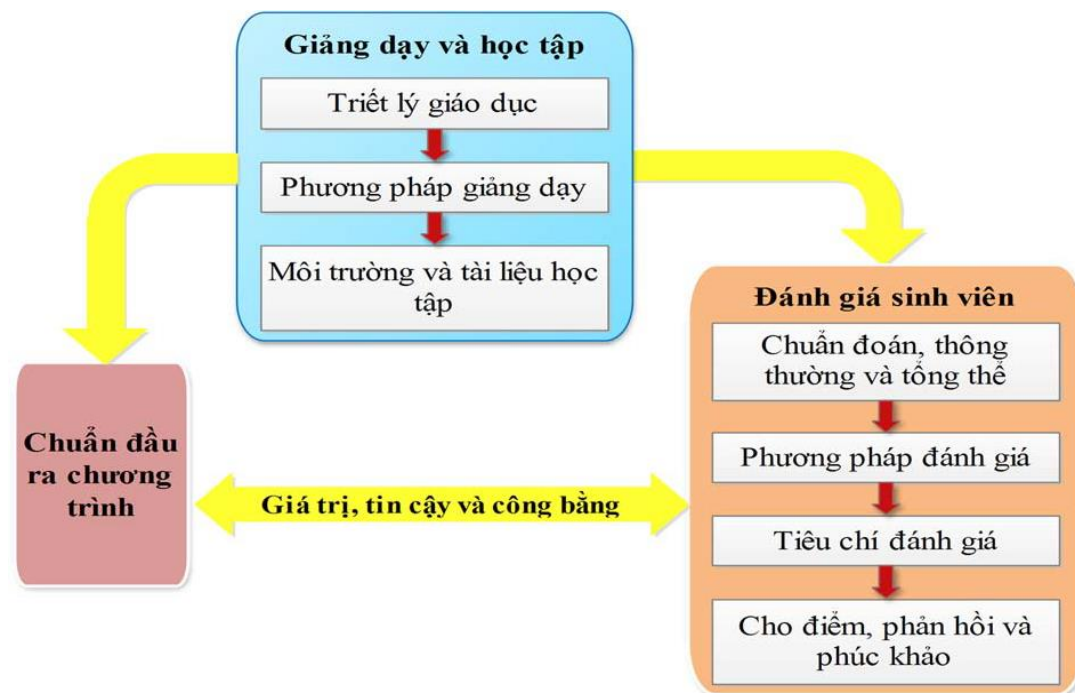 Giảng dạy và học tập
Triết lý giáo dục
Phương pháp giảng dạy
Môi trường và tài liệu học
tập
Đánh giá sinh viên
Chuẩn đoán, thông
thường và tổng thể
Phương pháp đánh giá
Tiêu chí đánh giá
Cho điểm, phản hồi và
phúc khảo
Chuẩn đầu
ra chương
trình
Giá trị, tin cậy và công bằng